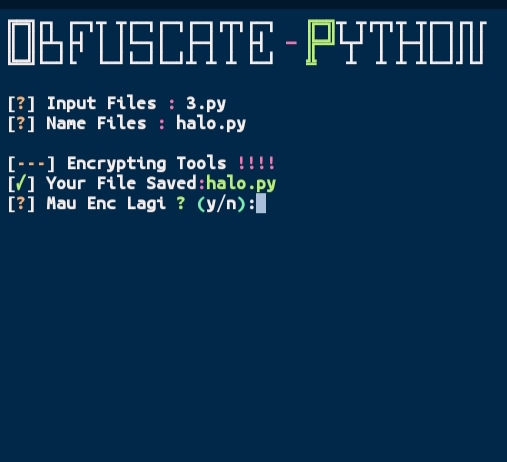 OBFUSCATE-PYTHON
[?] Input Files : 3.py
[?] Name Files : halo.py
[---] Encrypting Tools !!!!
[✓] Your File Saved:halo.py
[?] Mau Enc Lagi ? (y/n):